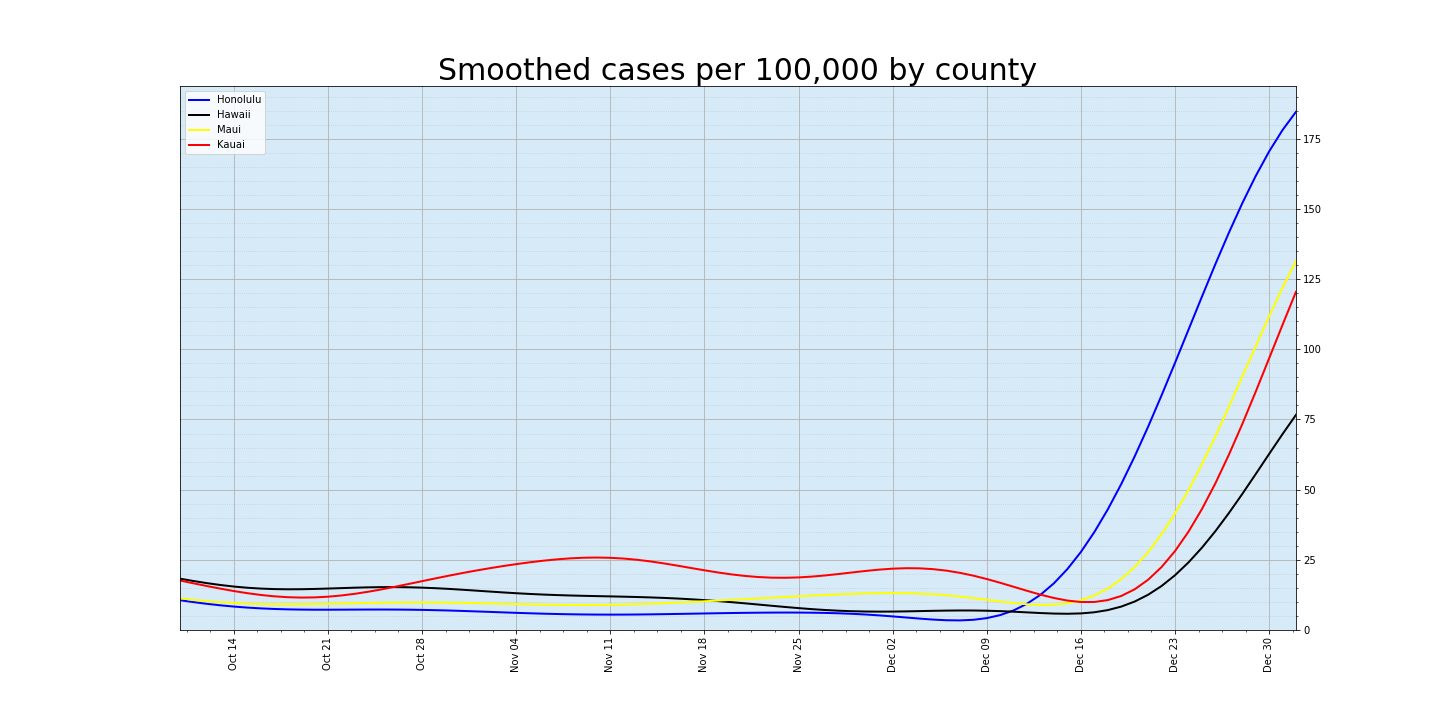 Smoothed cases per 100,000 by county
Honolulu
Hawaii
Maui
Kauai
175
150
125
100
75
50
25
0
Oct 14
Oct 21
Oct 28
Nov 04
Nov 11
Nov 18
Nov 25
Dec 02
Dec 09
Dec 16
Dec 23
Dec 30